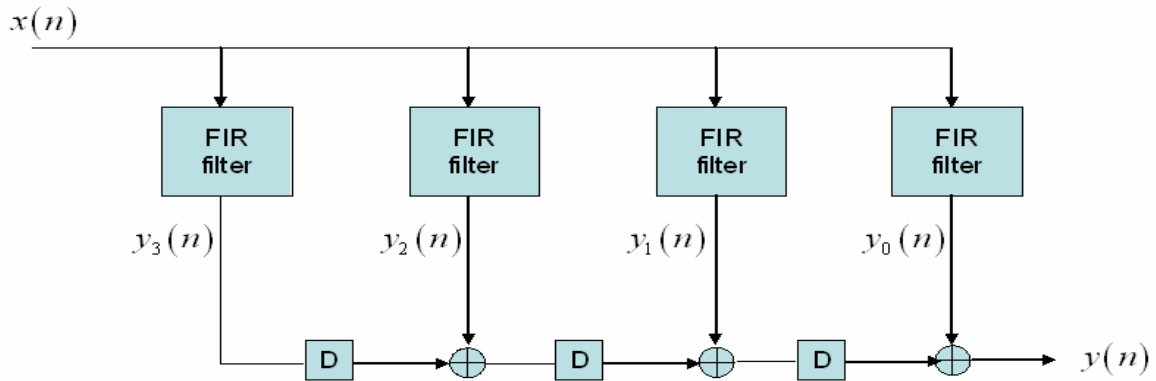 x(n)
FIR
filter
FIR
filter
FIR
filter
FIR
filter
y₃(n)
y₂(n)
y₁(n)
y₀(n)
D
D
D
y(n)